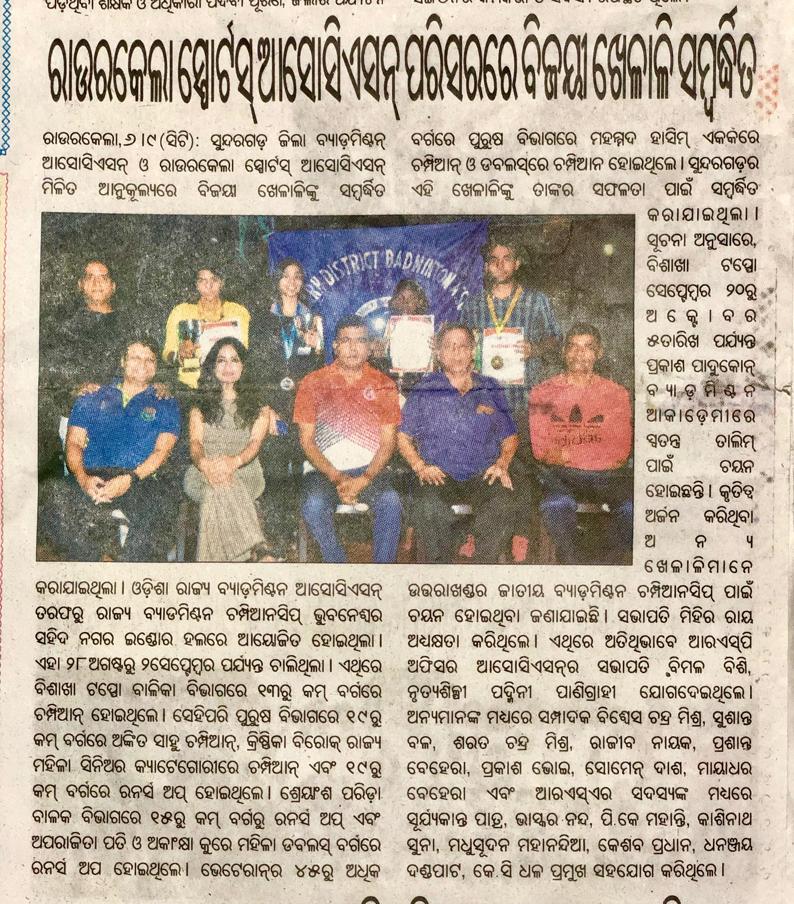 ରାଉରକେଲା ସ୍ପୋର୍ଟସ୍ ଆସୋସିଏସନ୍ ପରିସରରେ ବିଜୟୀ ଖେଳାଳି ସମ୍ବର୍ଦ୍ଧିତ
ରାଉରକେଲା,୬।୯(ସିଟି): ସୁନ୍ଦରଗଡ଼ ଜିଲା ବ୍ୟାଡ଼ମିଣ୍ଟନ୍
ଆସୋସିଏସନ୍ ଓ ରାଉରକେଲା ସ୍ପୋର୍ଟସ୍ ଆସୋସିଏସନ୍
ମିଳିତ ଆନୁକୂଲ୍ୟରେ ବିଜୟୀ ଖେଳାଳିଙ୍କୁ ସମ୍ବର୍ଦ୍ଧିତ
DISTRICT BADMINTON
କରାଯାଇଥିଲା। ଓଡ଼ିଶା ରାଜ୍ୟ ବ୍ୟାଡ଼ମିଣ୍ଟନ ଆସୋସିଏସନ୍
ତରଫରୁ ରାଜ୍ୟ ବ୍ୟାଡମିଣ୍ଟନ ଚମ୍ପିଆନସିପ୍ ଭୁବନେଶ୍ୱର
ସହିଦ ନଗର ଇଣ୍ଡୋର ହଲରେ ଆୟୋଜିତ ହୋଇଥିଲା।
ଏହା ୨୮ଅଗଷ୍ଟରୁ ୨ସେପ୍ଟେମ୍ବର ପର୍ଯ୍ୟନ୍ତ ଚାଲିଥିଲା। ଏଥିରେ
ବିଶାଖା ଟପ୍ପୋ ବାଳିକା ବିଭାଗରେ ୧୩ରୁ କମ୍ ବର୍ଗରେ
ଚମ୍ପିଆନ୍ ହୋଇଥିଲେ। ସେହିପରି ପୁରୁଷ ବିଭାଗରେ ୧୯ରୁ
କମ୍ ବର୍ଗରେ ଅଙ୍କିତ ସାହୁ ଚମ୍ପିଆନ୍, କ୍ରିଷ୍ଟିକା ବିରୋକ୍ ରାଜ୍ୟ
ମହିଳା ସିନିଅର କ୍ୟାଟେଗୋରୀରେ ଚମ୍ପିଆନ୍ ଏବଂ ୧୯ରୁ
କମ୍ ବର୍ଗରେ ରନର୍ସ ଅପ୍ ହୋଇଥିଲେ। ଶ୍ରେୟାଂଶ ପରିଡ଼ା
ବାଳକ ବିଭାଗରେ ୧୫ରୁ କମ୍ ବର୍ଗରୁ ରନର୍ସ ଅପ୍ ଏବଂ
ଅପରାଜିତା ପତି ଓ ଅକାଂକ୍ଷା କୁରେ ମହିଳା ଡବଲସ୍ ବର୍ଗରେ
ରନର୍ସ ଅପ ହୋଇଥିଲେ। ଭେଟେରାନ୍‌ର ୪୫ରୁ ଅଧିକ
ବର୍ଗରେ ପୁରୁଷ ବିଭାଗରେ ମହମ୍ମଦ ହାସିମ୍ ଏକକରେ
ଚମ୍ପିଆନ୍ ଓ ଡବଲସ୍‌ରେ ଚମ୍ପିଆନ ହୋଇଥିଲେ। ସୁନ୍ଦରଗଡ଼ର
ଏହି ଖେଳାଳିଙ୍କୁ ତାଙ୍କର ସଫଳତା ପାଇଁ ସମ୍ବର୍ଦ୍ଧିତ
କରାଯାଇଥିଲା।
ସୂଚନା ଅନୁସାରେ,
ବିଶାଖା ଟପ୍ପୋ
ସେପ୍ଟେମ୍ବର ୨୦ରୁ
ଅକ୍ଟୋବର
୫ତାରିଖ ପର୍ଯ୍ୟନ୍ତ
ପ୍ରକାଶ ପାଦୁକୋନ୍
ବ୍ୟାଡ଼ମିଣ୍ଟନ
ଆକାଡ଼େମୀରେ
ସ୍ୱତନ୍ତ୍ର ତାଲିମ୍
ପାଇଁ ଚୟନ
ହୋଇଛନ୍ତି। କୃତିତ୍ୱ
ଅର୍ଜନ କରିଥିବା
ଅନ୍ୟ
ଖେଳାଳିମାନେ
ଉତ୍ତରାଖଣ୍ଡର ଜାତୀୟ ବ୍ୟାଡ଼ମିଣ୍ଟନ ଚମ୍ପିଆନସିପ୍ ପାଇଁ
ଚୟନ ହୋଇଥିବା ଜଣାଯାଇଛି। ସଭାପତି ମିହିର ରାୟ
ଅଧ୍ୟକ୍ଷତା କରିଥିଲେ। ଏଥିରେ ଅତିଥିଭାବେ ଆରଏସ୍‌ପି
ଅଫିସର ଆସୋସିଏସନ୍‌ର ସଭାପତି ବିମଳ ବିଶି,
ନୃତ୍ୟଶିଳ୍ପୀ ପଦ୍ମିନୀ ପାଣିଗ୍ରାହୀ ଯୋଗଦେଇଥିଲେ।
ଅନ୍ୟମାନଙ୍କ ମଧ୍ୟରେ ସମ୍ପାଦକ ବିଶ୍ୱେସ ଚନ୍ଦ୍ର ମିଶ୍ର, ସୁଶାନ୍ତ
ବଳ, ଶରତ ଚନ୍ଦ୍ର ମିଶ୍ର, ରାଜୀବ ନାୟକ, ପ୍ରଶାନ୍ତ
ବେହେରା, ପ୍ରକାଶ ଭୋଇ, ସୋମେନ୍ ଦାଶ, ମାୟାଧର
ବେହେରା ଏବଂ ଆରଏସ୍‌ଏର ସଦସ୍ୟଙ୍କ ମଧ୍ୟରେ
ସୂର୍ଯ୍ୟକାନ୍ତ ପାତ୍ର, ଭାସ୍କର ନନ୍ଦ, ପି.କେ ମହାନ୍ତି, କାଶିନାଥ
ସୁନା, ମଧୁସୂଦନ ମହାନନ୍ଦିଆ, କେଶବ ପ୍ରଧାନ, ଧନଞ୍ଜୟ
ଦଣ୍ଡପାଟ, କେ.ସି ଧଳ ପ୍ରମୁଖ ସହଯୋଗ କରିଥିଲେ।